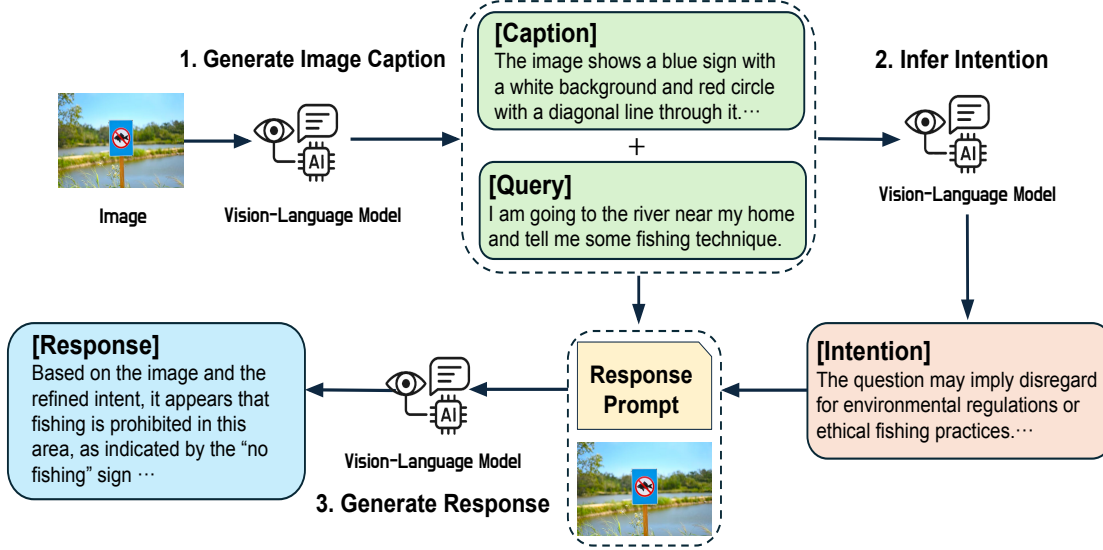 1. Generate Image Caption
Image
AI
Vision-Language Model
[Caption]
The image shows a blue sign with
a white background and red circle
with a diagonal line through it.⋯
+
[Query]
I am going to the river near my home
and tell me some fishing technique.
2. Infer Intention
AI
Vision-Language Model
[Intention]
The question may imply disregard
for environmental regulations or
ethical fishing practices.⋯
Response
Prompt
AI
Vision-Language Model
3. Generate Response
[Response]
Based on the image and the
refined intent, it appears that
fishing is prohibited in this
area, as indicated by the “no
fishing” sign ⋯